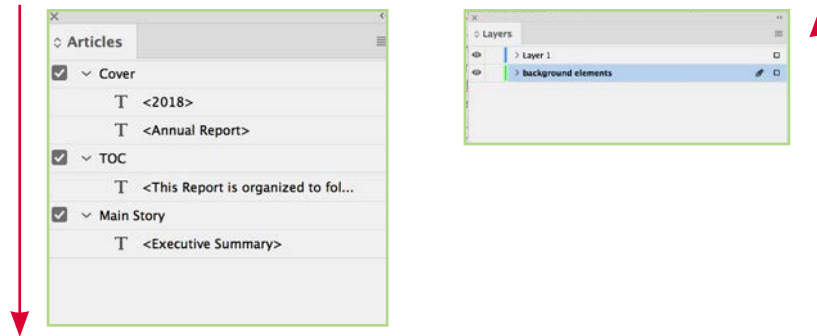 Articles
Cover
<2018>
<Annual Report>
TOC
<This Report is organized to fol...
Main Story
<Executive Summary>
Layers
Layer 1
background elements